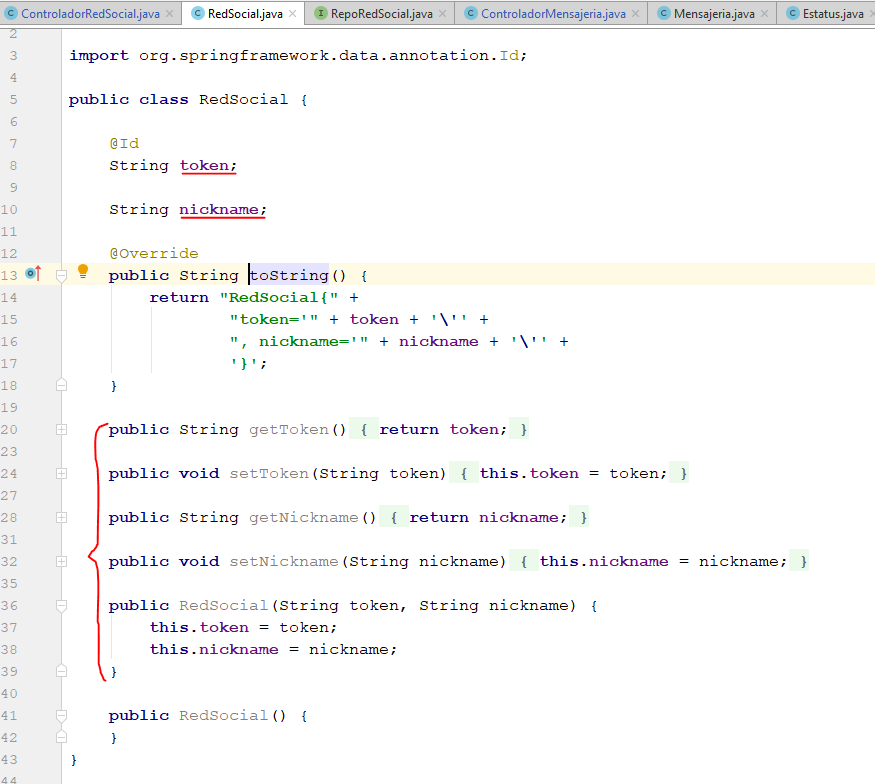 ControladorRedSocial.java × RedSocial.java × RepoRedSocial.java × ControladorMensajeria.java × Mensajeria.java × Estatus.java
2
3 import org.springframework.data.annotation.Id;
4
5 public class RedSocial {
6
7 @Id
8 String token;
9
10 String nickname;
11
12 @Override
13 public String toString() {
14 return "RedSocial{" +
15 "token='" + token + '\'' +
16 ", nickname='" + nickname + '\'' +
17 '}';
18 }
19
20 public String getToken() { return token; }
23
24 public void setToken(String token) { this.token = token; }
27
28 public String getNickname() { return nickname; }
31
32 public void setNickname(String nickname) { this.nickname = nickname; }
35
36 public RedSocial(String token, String nickname) {
37 this.token = token;
38 this.nickname = nickname;
39 }
40
41 public RedSocial() {
42 }
43 }
44